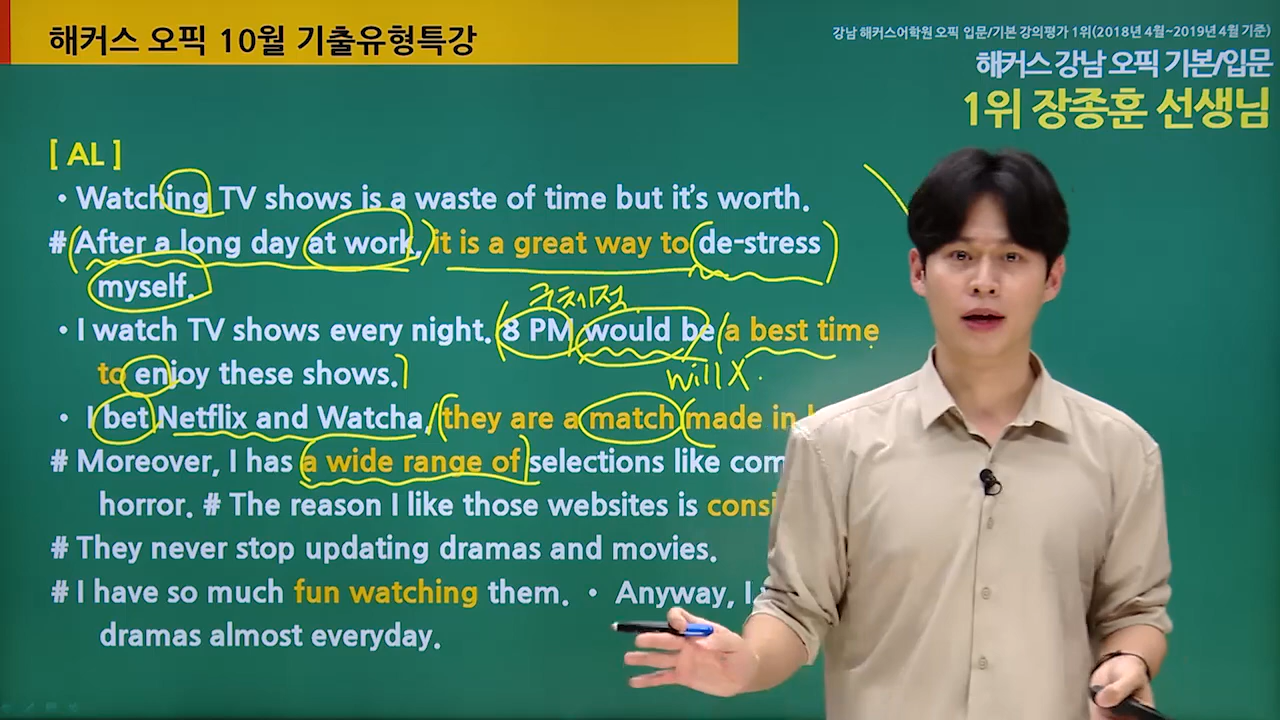 해커스 오픽 10월 기출유형특강
강남 해커스어학원 오픽 입문/기본 강의평가 1위(2018년 4월~2019년 4월 기준)
해커스 강남 오픽 기본/입문
1위 장종훈 선생님
[ AL ]
• Watching TV shows is a waste of time but it's worth.
# After a long day at work, it is a great way to de-stress
myself.
구체적
• I watch TV shows every night. 8 PM would be a best time
to enjoy these shows.
will X.
• I bet Netflix and Watcha, they are a match made in
# Moreover, I has a wide range of selections like
horror. # The reason I like those websites is
# They never stop updating dramas and movies.
# I have so much fun watching them. • Anyway, I
dramas almost everyday.